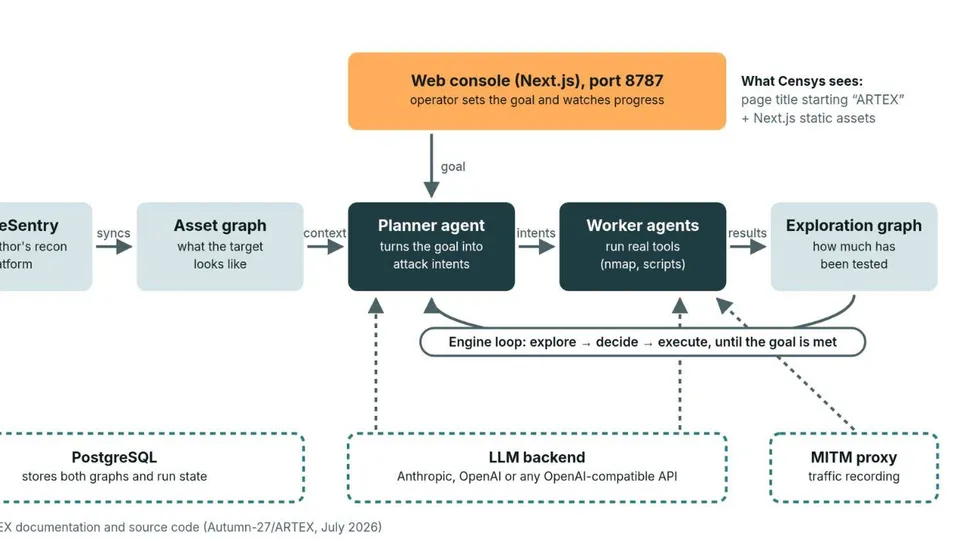 Web console (Next.js), port 8787
operator sets the goal and watches progress
What Censys sees:
page title starting “ARTEX”
+ Next.js static assets
goal
eSentry
thor's recon
atform
syncs
Asset graph
what the target
looks like
context
Planner agent
turns the goal into
attack intents
intents
Worker agents
run real tools
(nmap, scripts)
results
Exploration graph
how much has
been tested
Engine loop: explore → decide → execute, until the goal is met
PostgreSQL
stores both graphs and run state
LLM backend
Anthropic, OpenAI or any OpenAI-compatible API
MITM proxy
traffic recording
EX documentation and source code (Autumn-27/ARTEX, July 2026)